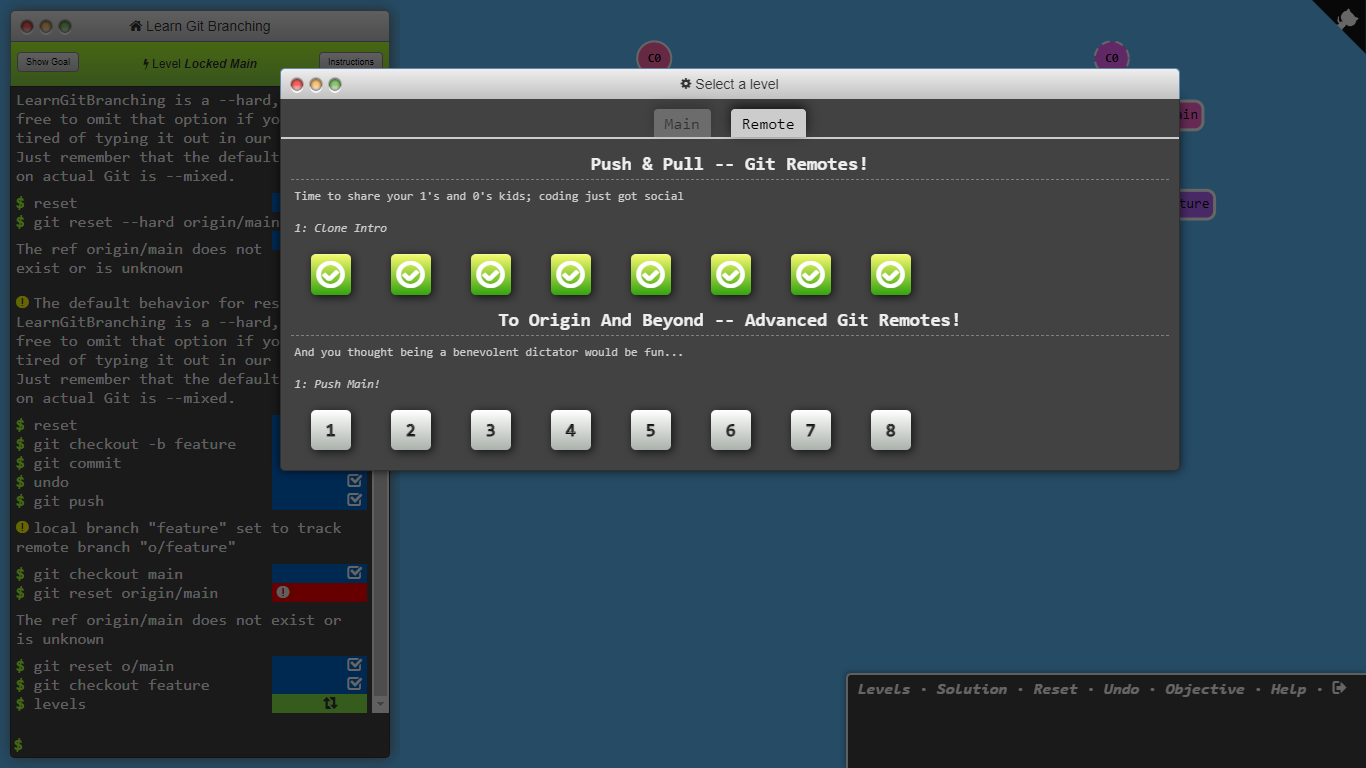 Learn Git Branching
Show Goal
Level Locked Main
Instructions
LearnGitBranching is a --hard,
free to omit that option if yo
tired of typing it out in our
Just remember that the default
on actual Git is --mixed.
$ reset
$ git reset --hard origin/main
The ref origin/main does not
exist or is unknown
The default behavior for res
LearnGitBranching is a --hard,
free to omit that option if yo
tired of typing it out in our
Just remember that the default
on actual Git is --mixed.
$ reset
$ git checkout -b feature
$ git commit
$ undo
$ git push
local branch "feature" set to track
remote branch "o/feature"
$ git checkout main
$ git reset origin/main
The ref origin/main does not exist or
is unknown
$ git reset o/main
$ git checkout feature
$ levels
$
C0
C0
ain
ture
Select a level
Main
Remote
Push & Pull -- Git Remotes!
Time to share your 1's and 0's kids; coding just got social
1: Clone Intro
To Origin And Beyond -- Advanced Git Remotes!
And you thought being a benevolent dictator would be fun...
1: Push Main!
1 2 3 4 5 6 7 8
Levels · Solution · Reset · Undo · Objective · Help ·